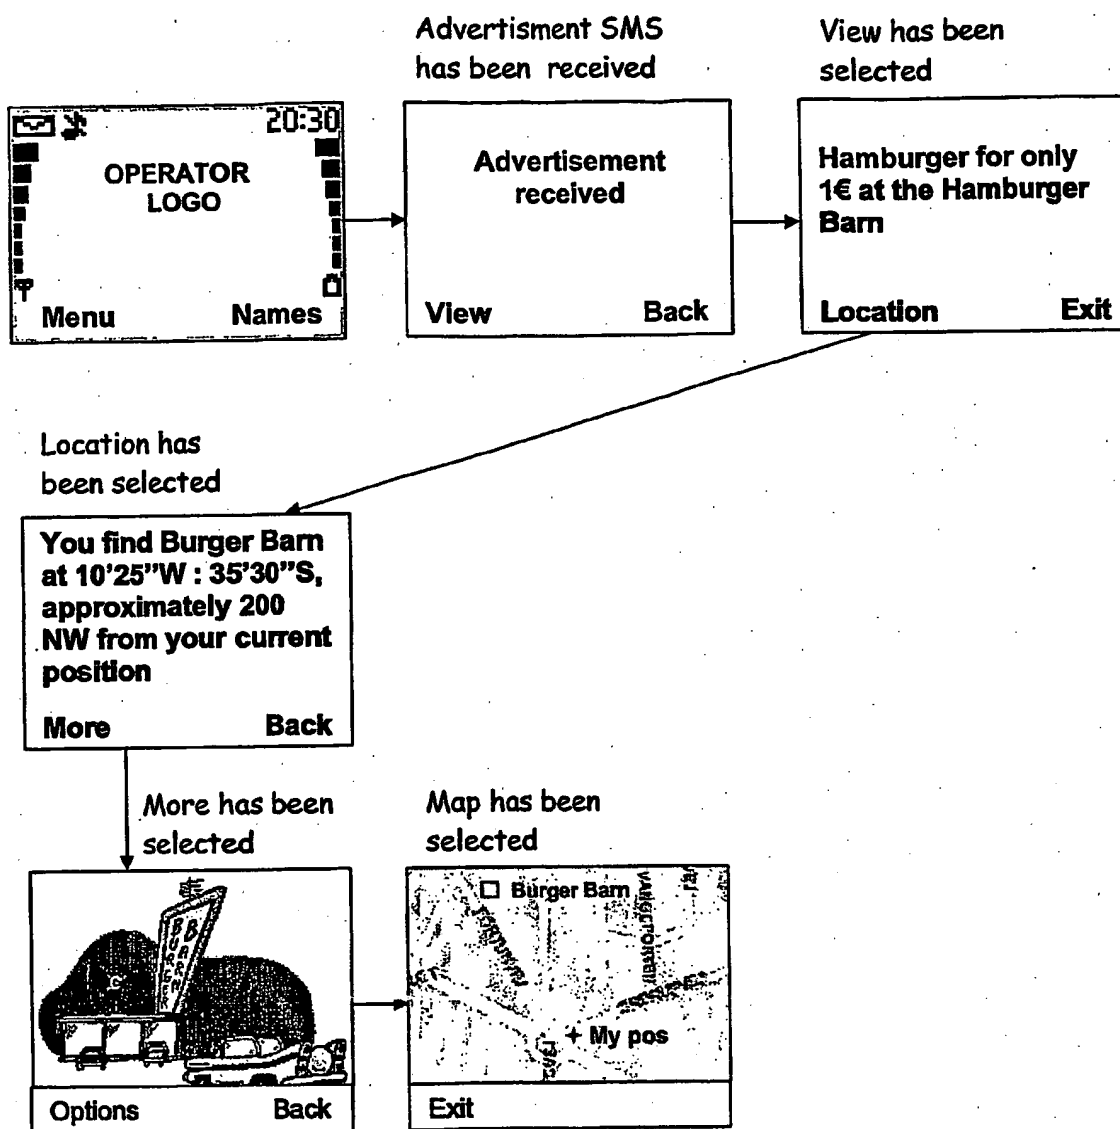 Advertisment SMS
has been received
View has been
selected
20:30
OPERATOR
LOGO
Menu Names
Advertisement
received
View Back
Hamburger for only
1€ at the Hamburger
Barn
Location Exit
Location has
been selected
You find Burger Barn
at 10'25"W : 35'30"S,
approximately 200
NW from your current
position
More Back
More has been
selected
Map has been
selected
BURGER
BARN
Options Back
Burger Barn
+ My pos
Exit